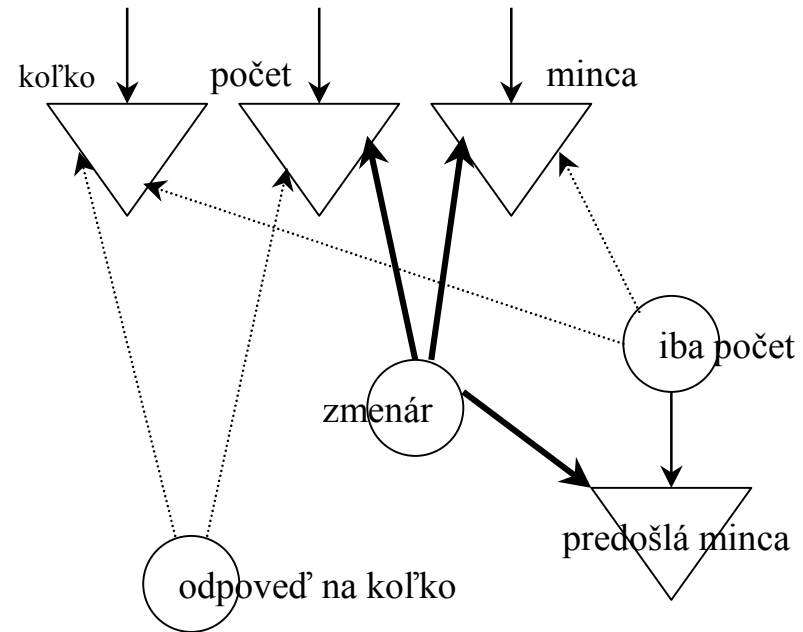 koľko
počet
minca
iba počet
zmenár
predošlá minca
odpoveď na koľko